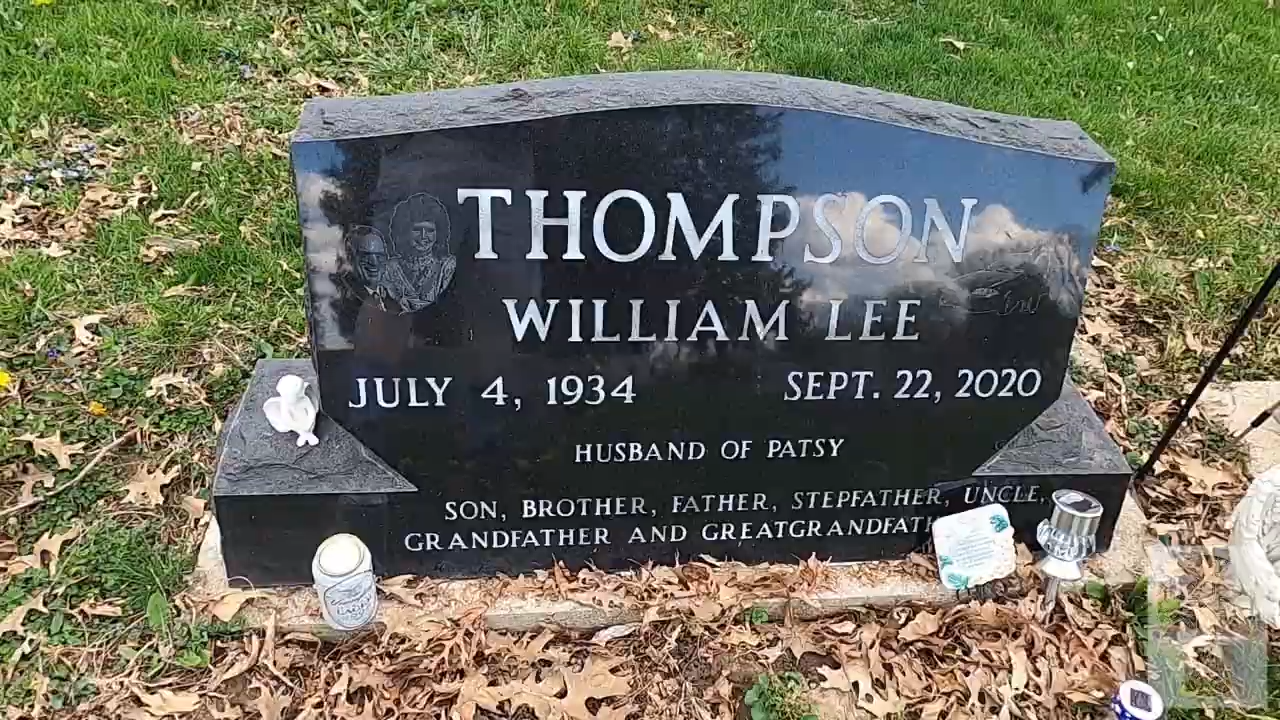 THOMPSON
WILLIAM LEE
JULY 4, 1934 SEPT. 22, 2020
HUSBAND OF PATSY
SON, BROTHER, FATHER, STEPFATHER, UNCLE,
GRANDFATHER AND GREATGRANDFATH